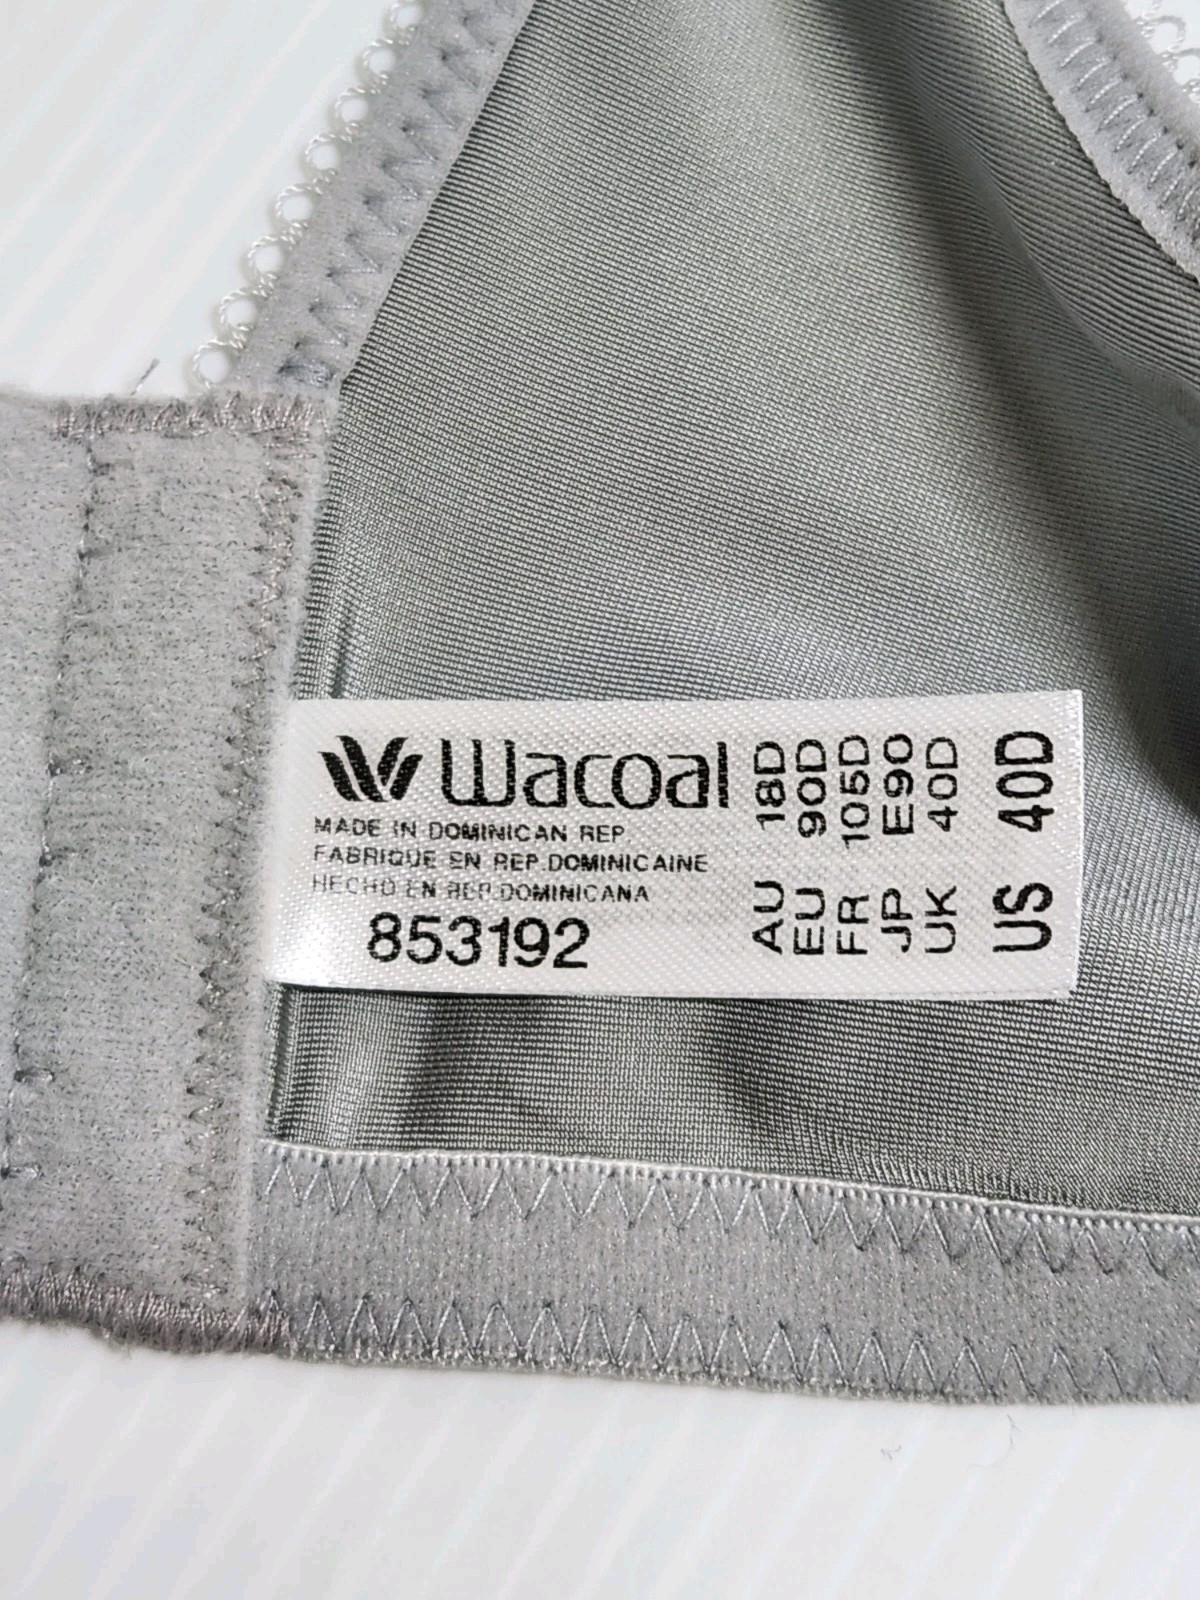 Wacoal
MADE IN DOMINICAN REP.
FABRIQUE EN REP.DOMINICAINE
HECHO EN REP.DOMINICANA
853192
AU 18D
EU 90D
FR 105D
JP E90
UK 40D
US 40D